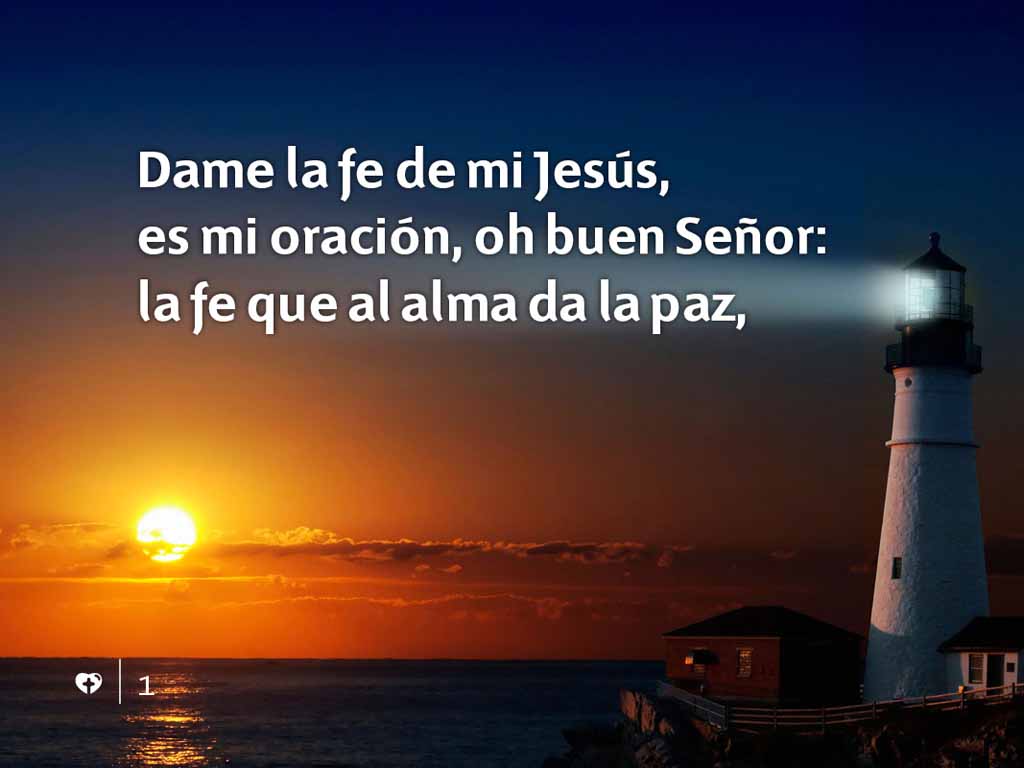 Dame la fe de mi Jesús,
es mi oración, oh buen Señor:
la fe que al alma da la paz,
1